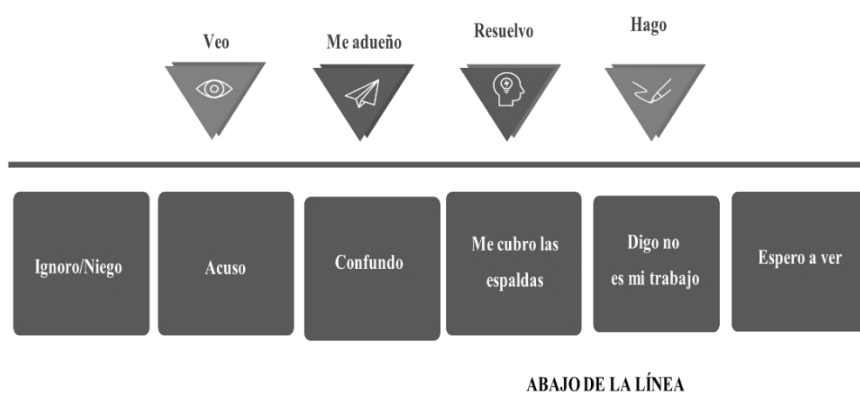 Veo
Me adueño
Resuelvo
Hago
Ignoro/Niego
Acuso
Confundo
Me cubro las
espaldas
Digo no
es mi trabajo
Espero a ver
ABAJO DE LA LÍNEA